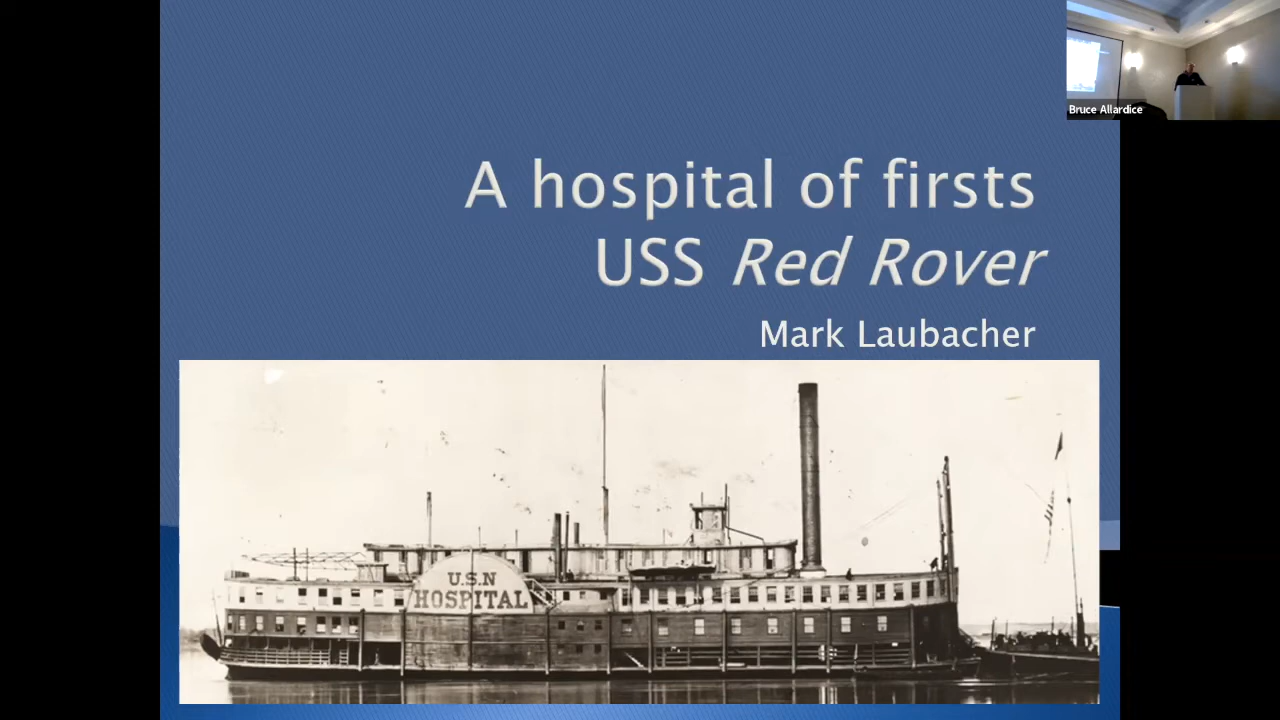 A hospital of firsts
USS Red Rover
Mark Laubacher
U.S.N
HOSPITAL
Bruce Allardice